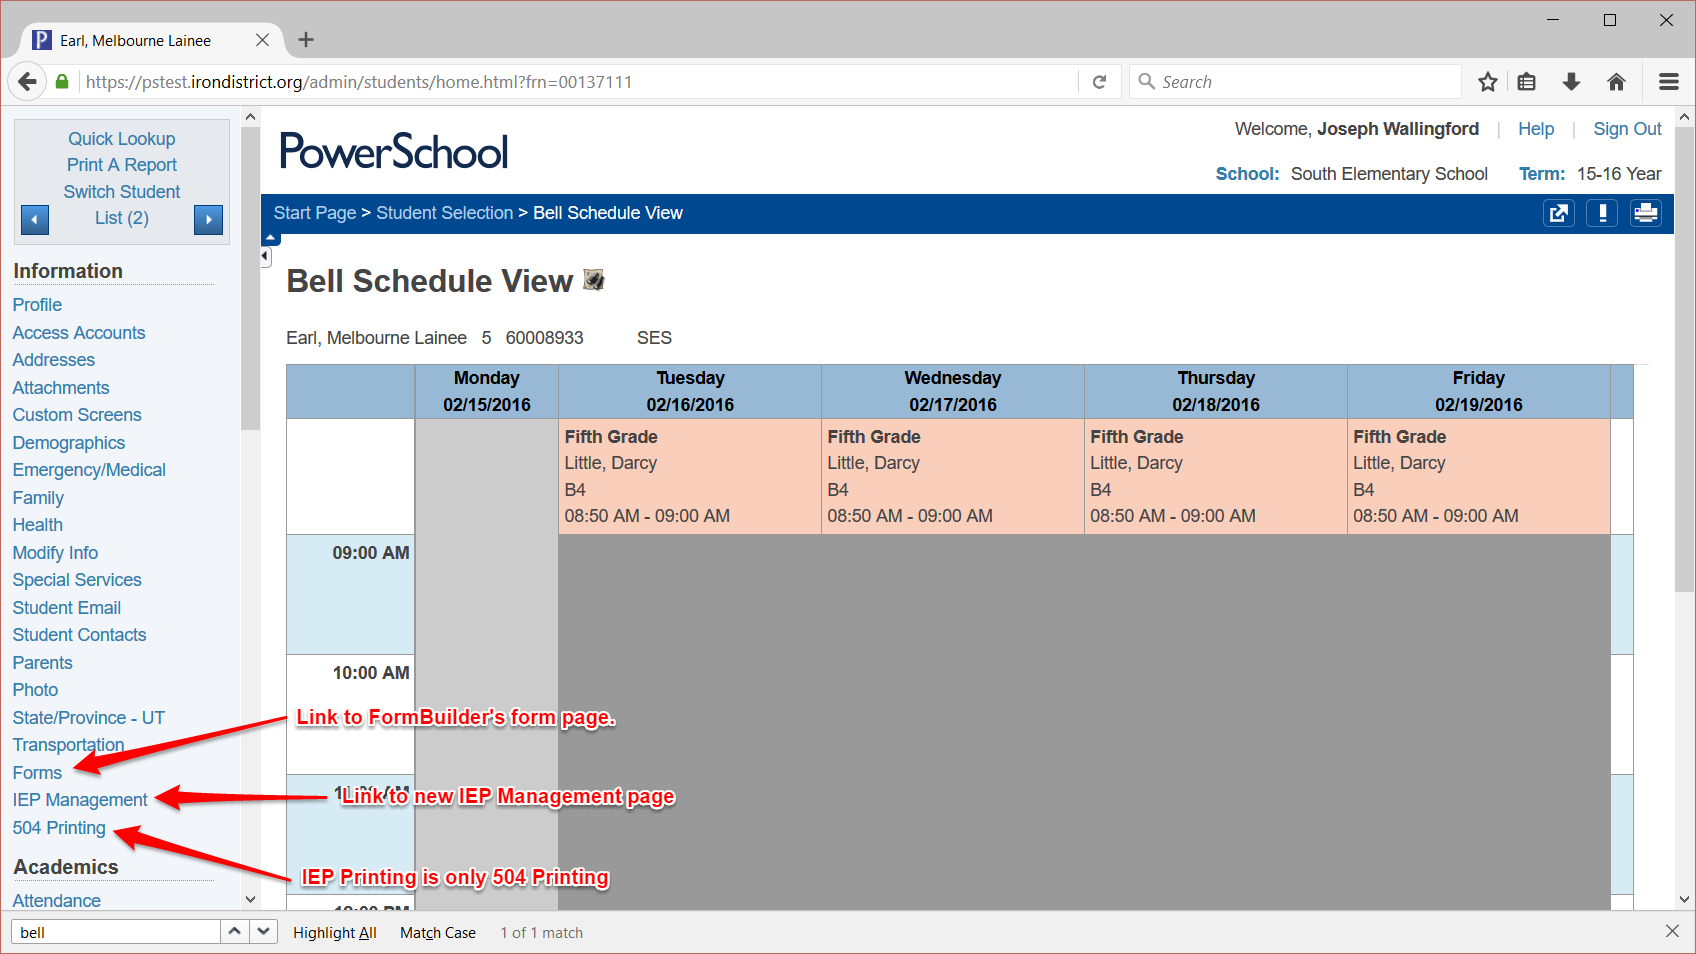 Earl, Melbourne Lainee
https://pstest.irondistrict.org/admin/students/home.html?frn=00137111
Search
Quick Lookup
Print A Report
Switch Student
List (2)
Information
Profile
Access Accounts
Addresses
Attachments
Custom Screens
Demographics
Emergency/Medical
Family
Health
Modify Info
Special Services
Student Email
Student Contacts
Parents
Photo
State/Province - UT
Transportation
Forms
IEP Management
504 Printing
Academics
Attendance
PowerSchool
Welcome, Joseph Wallingford | Help | Sign Out
School: South Elementary School Term: 15-16 Year
Start Page > Student Selection > Bell Schedule View
Bell Schedule View
Earl, Melbourne Lainee 5 60008933 SES
Monday Tuesday Wednesday Thursday Friday
02/15/2016 02/16/2016 02/17/2016 02/18/2016 02/19/2016
Fifth Grade Fifth Grade Fifth Grade Fifth Grade
Little, Darcy Little, Darcy Little, Darcy Little, Darcy
B4 B4 B4 B4
08:50 AM - 09:00 AM 08:50 AM - 09:00 AM 08:50 AM - 09:00 AM 08:50 AM - 09:00 AM
09:00 AM
10:00 AM
Link to FormBuilder's form page.
Link to new IEP Management page
IEP Printing is only 504 Printing
bell
Highlight All Match Case 1 of 1 match